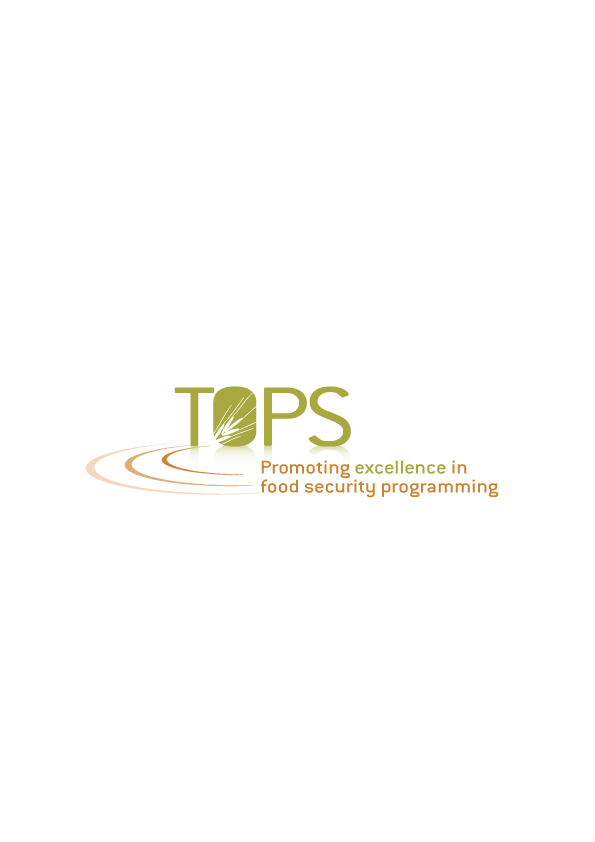 TOPS
Promoting excellence in
food security programming